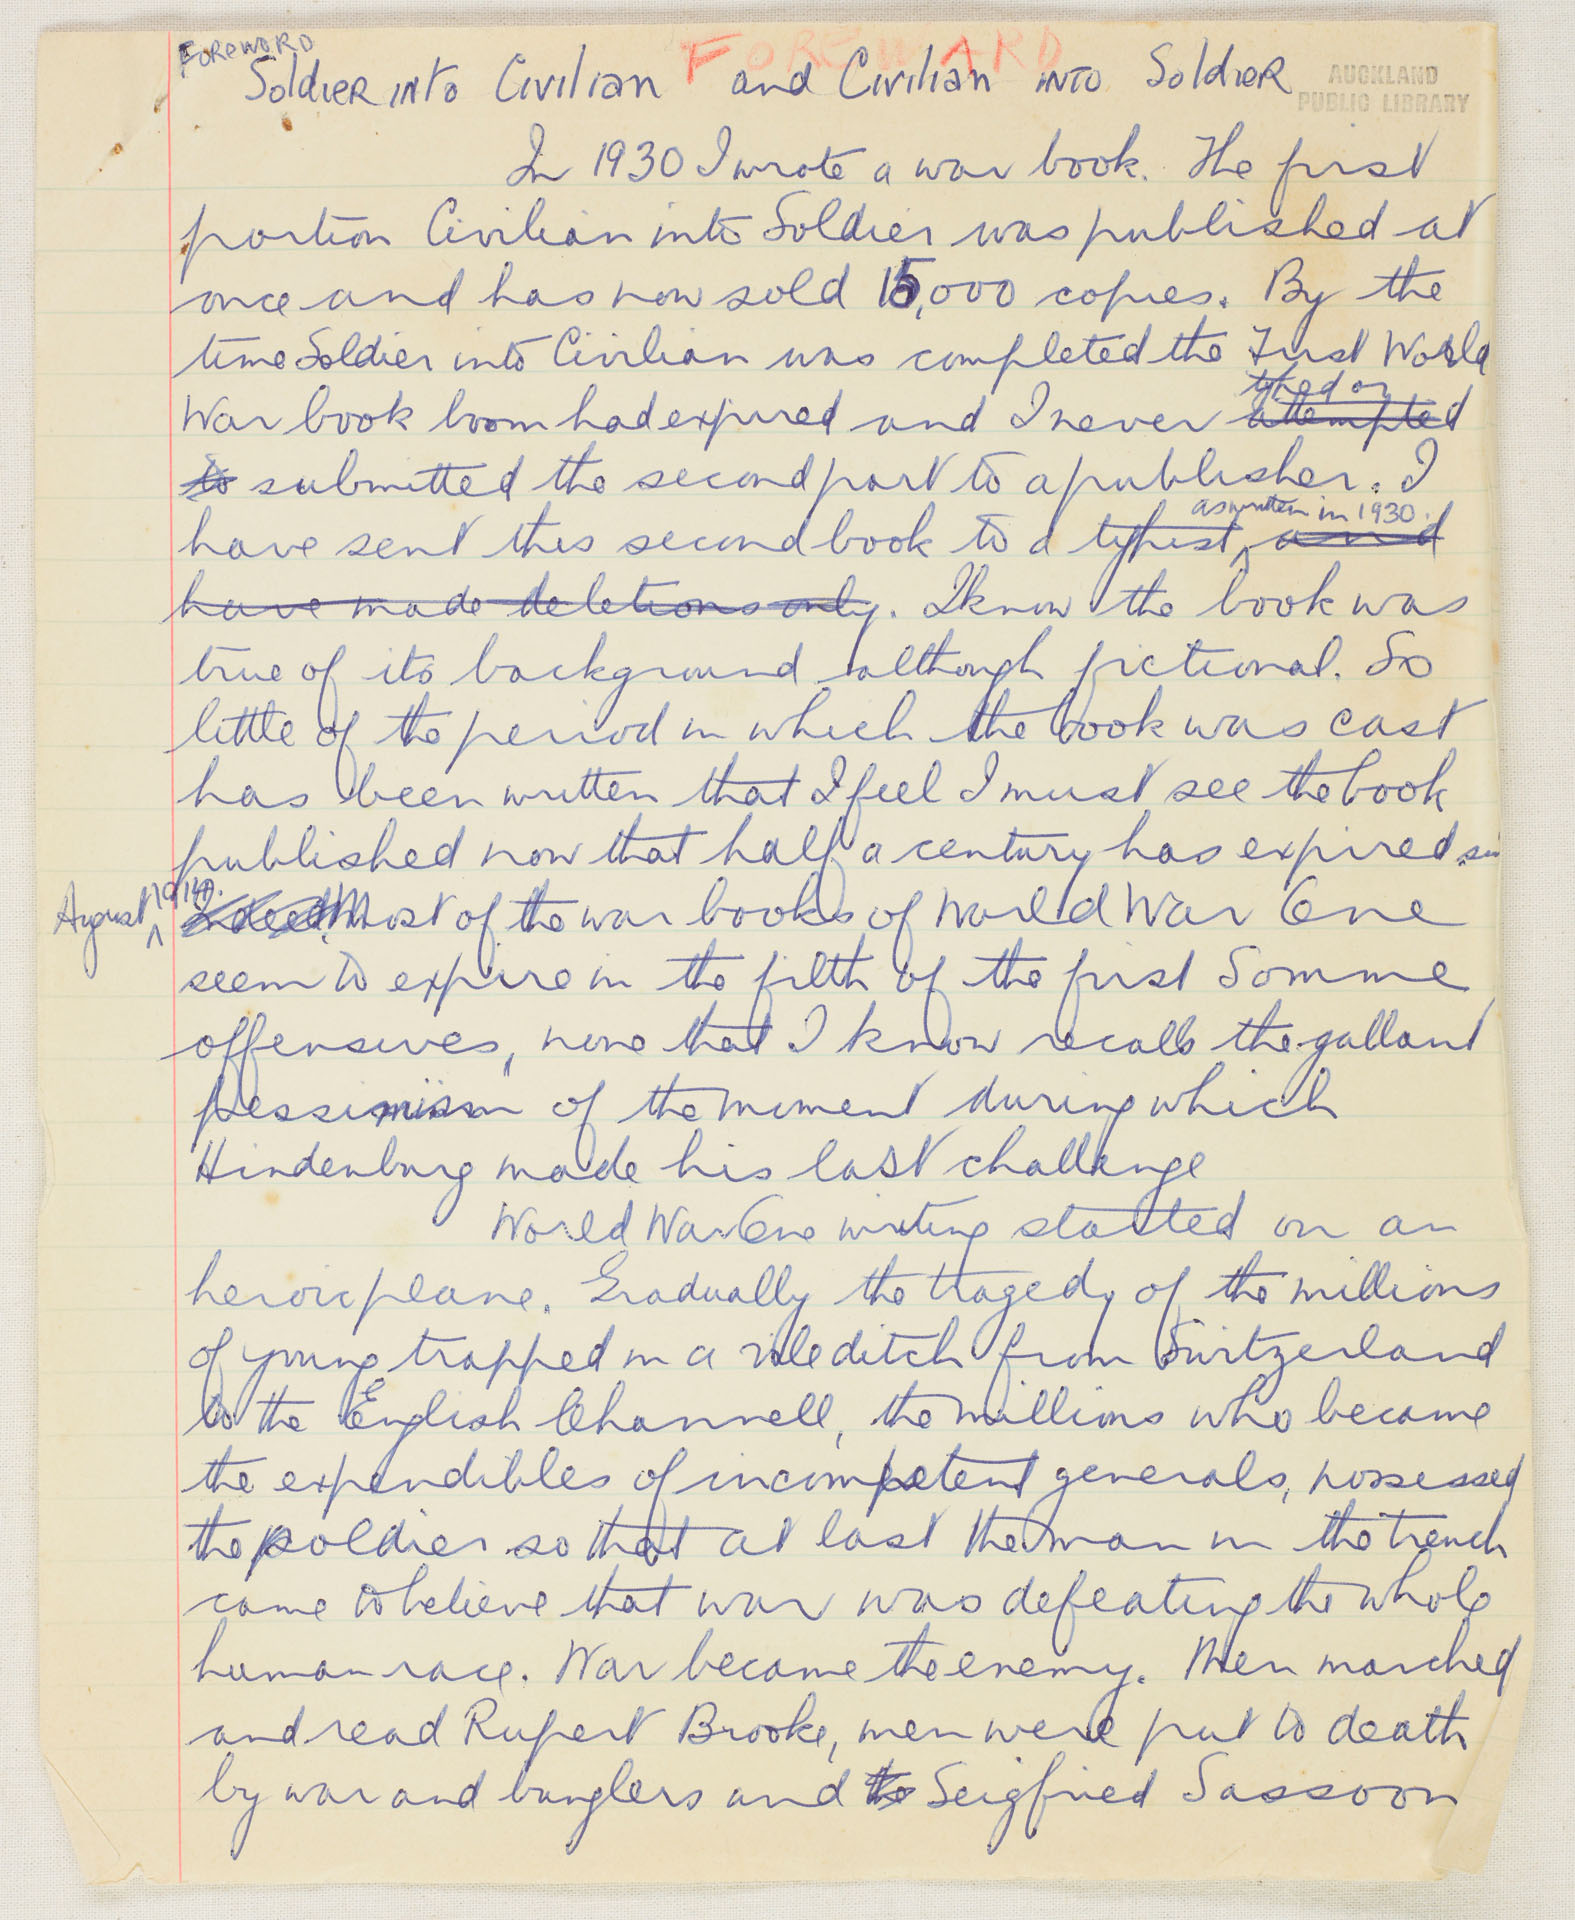 FOREWORD
FOREWARD
Soldier into Civilian and Civilian into Soldier
AUCKLAND
PUBLIC LIBRARY
In 1930 I wrote a war book. The first
portion Civilian into Soldier was published at
once and has now sold 15,000 copies. By the
time Soldier into Civilian was completed the First World
typed or
War book boom had expired and I never attempted
to submitted the second part to a publisher. I
as written in 1930.
have sent this second book to a typist, and
have made deletions only. I know the book was
true of its background although fictional. So
little of the period in which the book was cast
has been written that I feel I must see the book
published now that half a century has expired
August 1914.
Indeed Most of the war books of World War One
seem to expire in the filth of the first Somme
offensives, none that I know recalls the gallant
pessimism of the moment during which
Hindenburg made his last challenge
World War One writing started on an
heroic plane. Gradually the tragedy of the millions
of young trapped in a vile ditch from Switzerland
to the English Channell, the millions who became
the expendibles of incompetent generals, possessed
the soldier so that at last the man in the trench
came to believe that war was defeating the whole
human race. War became the enemy. Men marched
and read Rupert Brooke, men were put to death
by war and bunglers and to Seigfried Sassoon